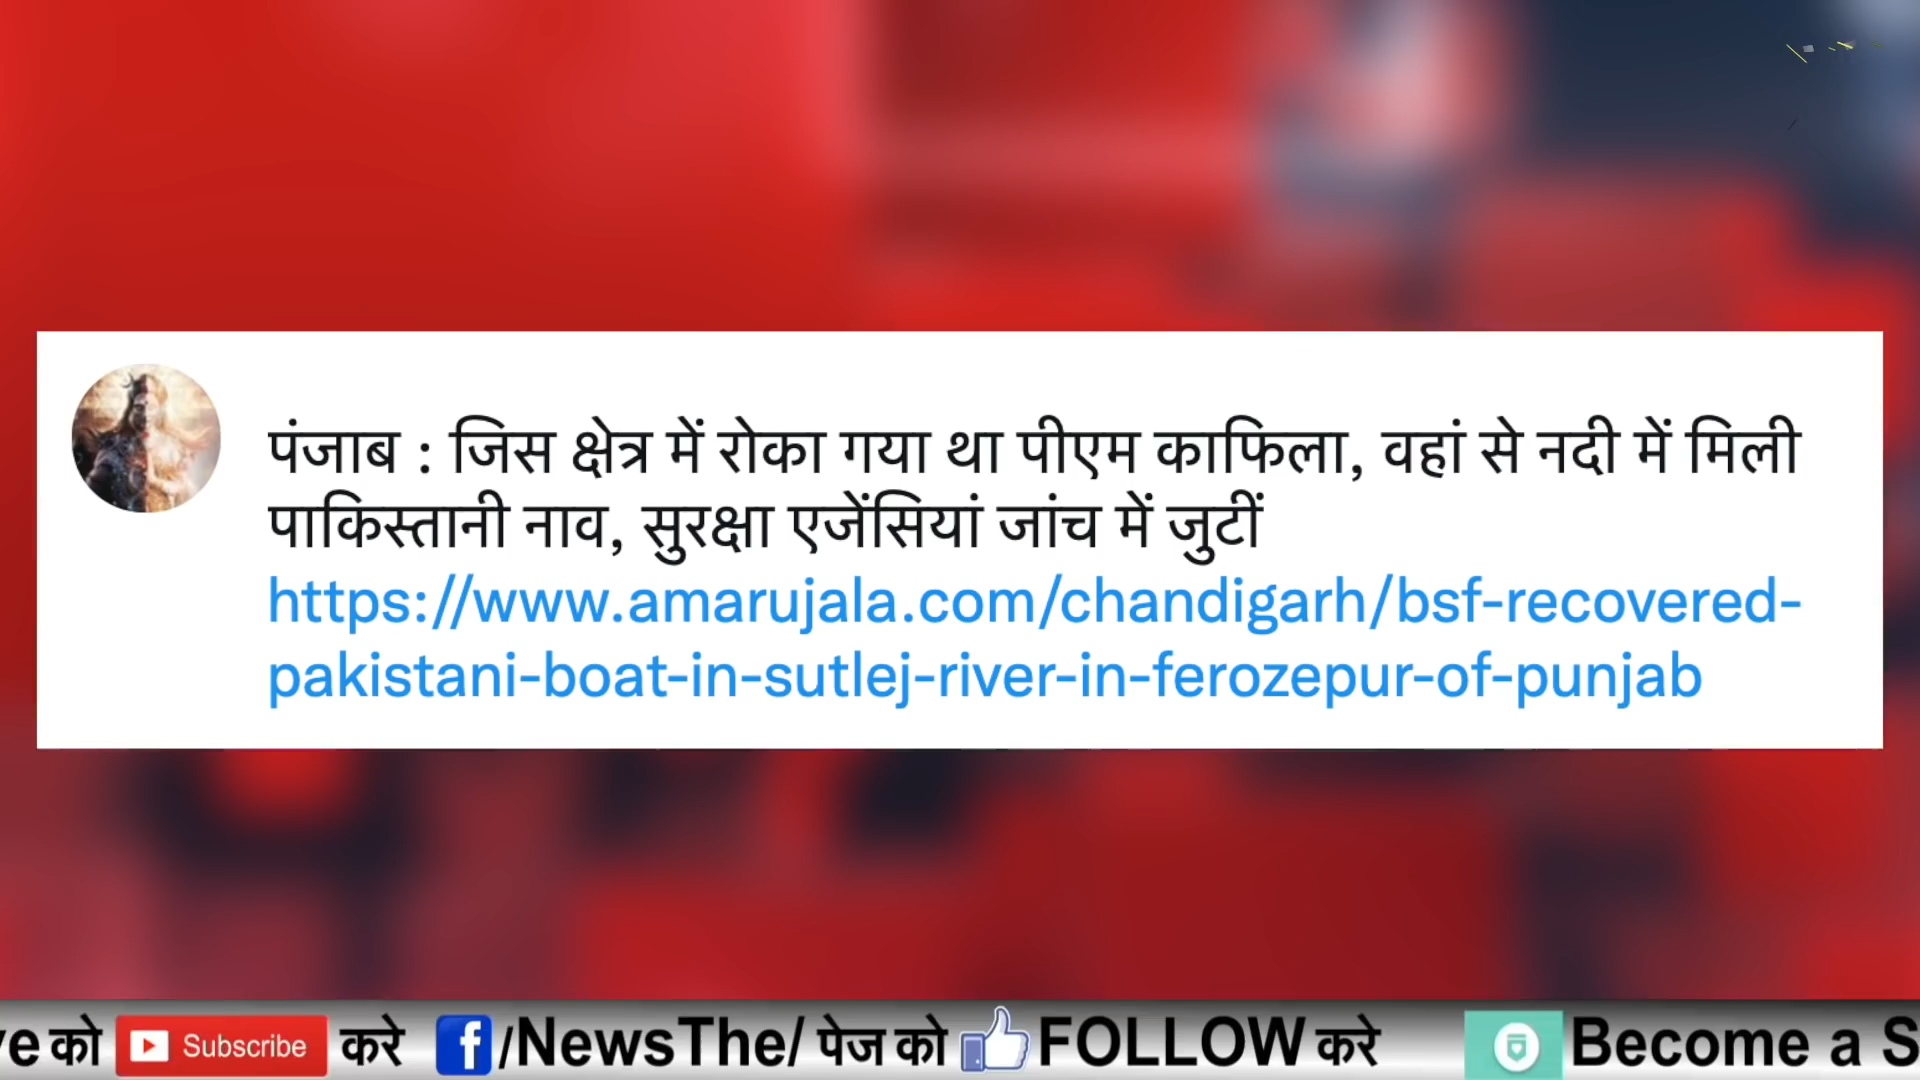 पंजाब : जिस क्षेत्र में रोका गया था पीएम काफिला, वहां से नदी में मिली
पाकिस्तानी नाव, सुरक्षा एजेंसियां जांच में जुटीं
https://www.amarujala.com/chandigarh/bsf-recovered-
pakistani-boat-in-sutlej-river-in-ferozepur-of-punjab
को Subscribe करे f/NewsThe/ पेज को FOLLOW करे Become a